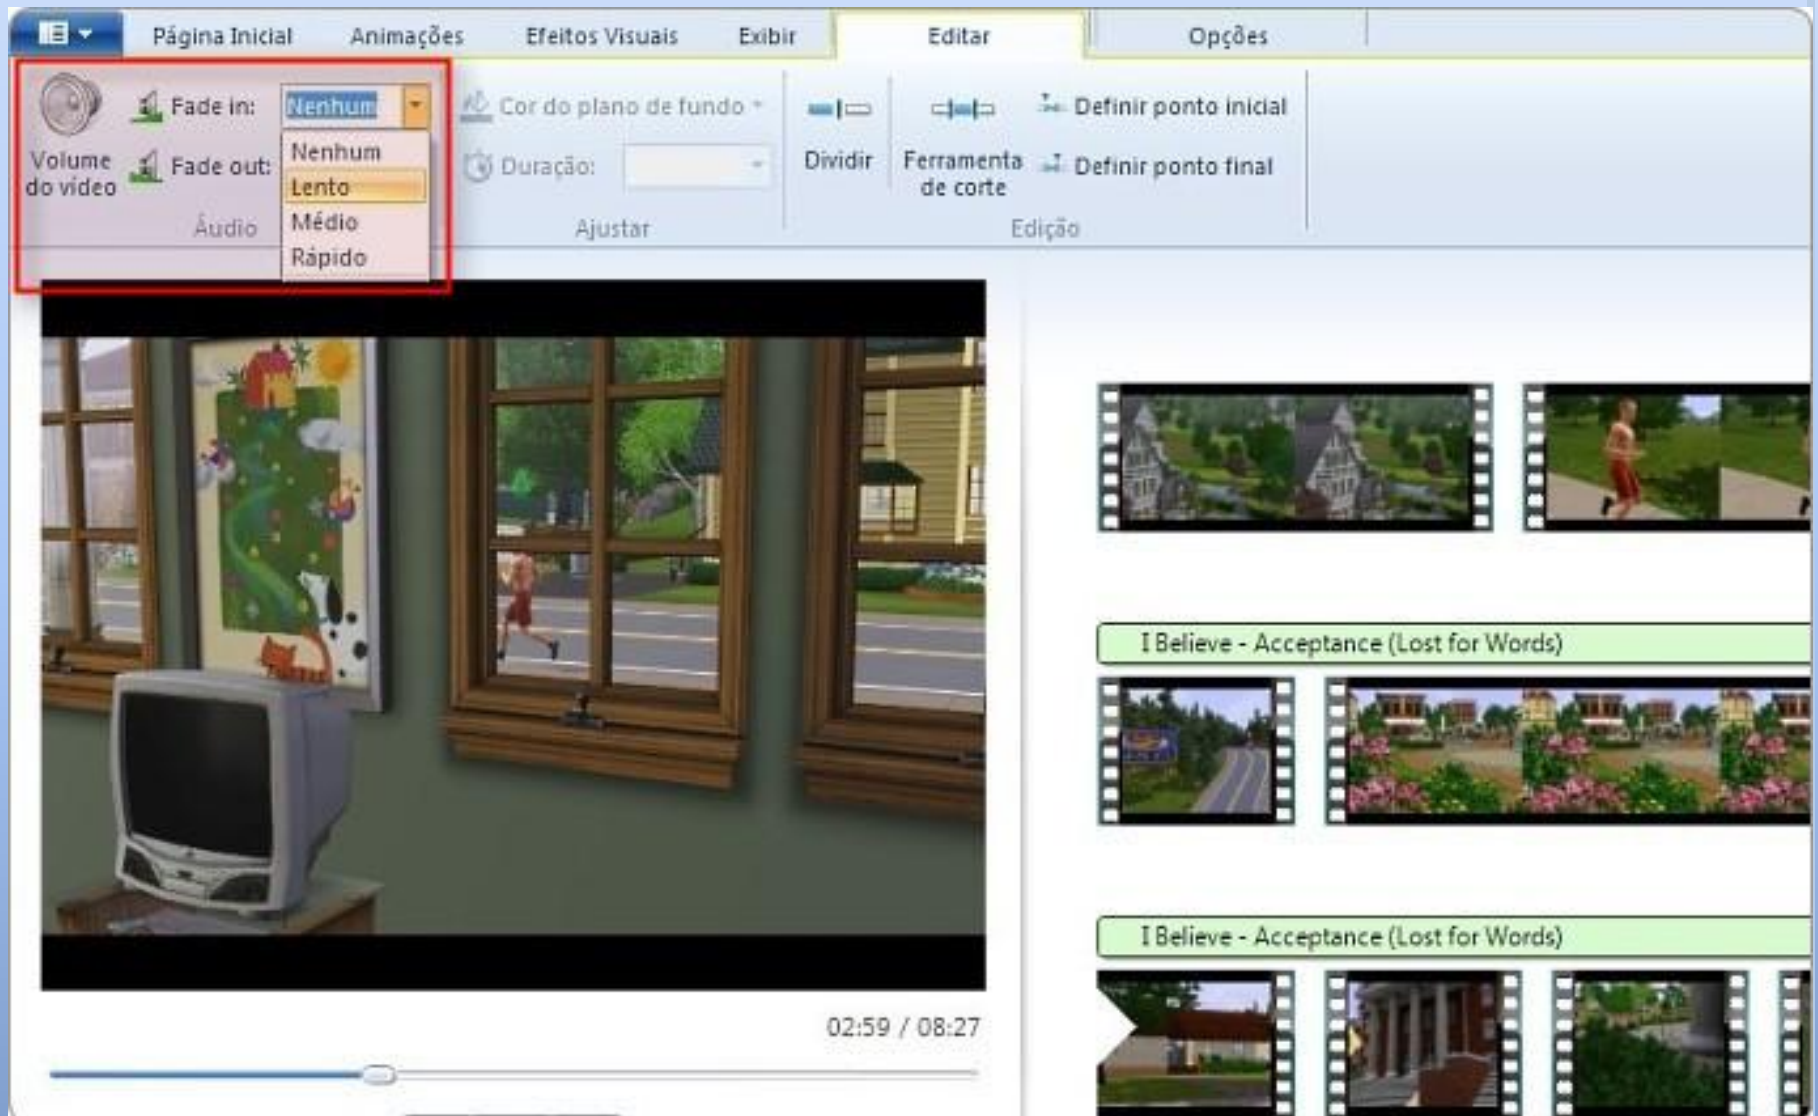 Página Inicial Animações Efeitos Visuais Exibir Editar Opções
Fade in: Nenhum
Fade out:
Volume
do vídeo
Nenhum
Lento
Médio
Rápido
Áudio
Cor do plano de fundo
Duração:
Ajustar
Dividir
Ferramenta
de corte
Definir ponto inicial
Definir ponto final
Edição
I Believe - Acceptance (Lost for Words)
I Believe - Acceptance (Lost for Words)
02:59 / 08:27